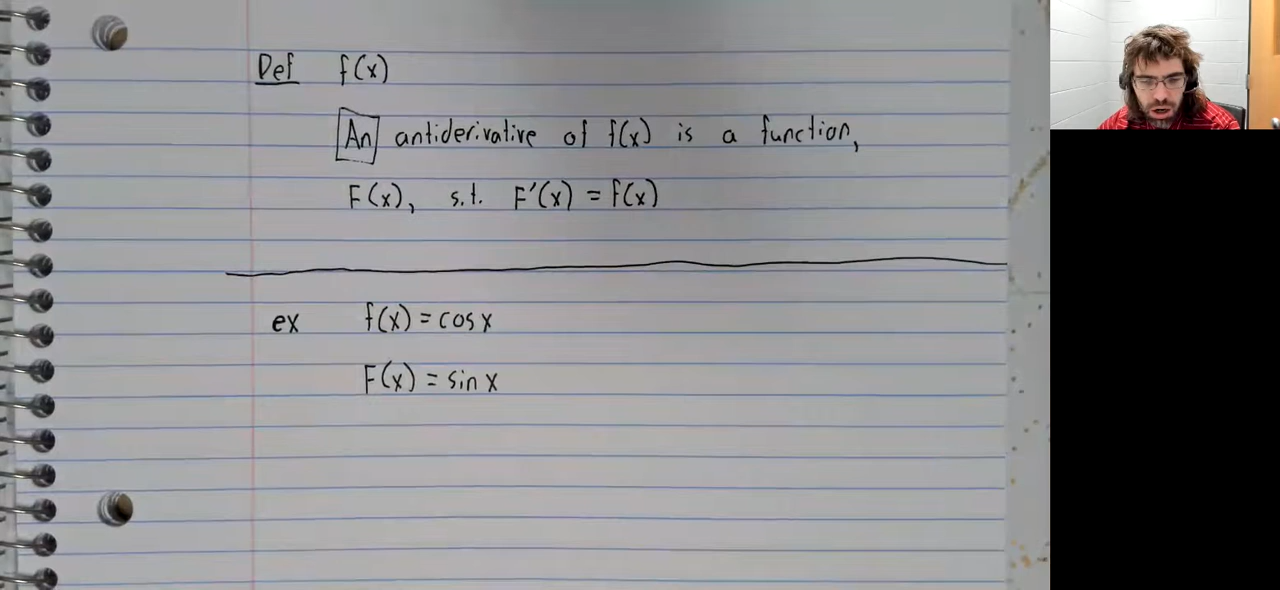 Def f(x)
An antiderivative of f(x) is a function,
F(x), s.t. F'(x) = f(x)
ex f(x) = cos x
F(x) = sin x